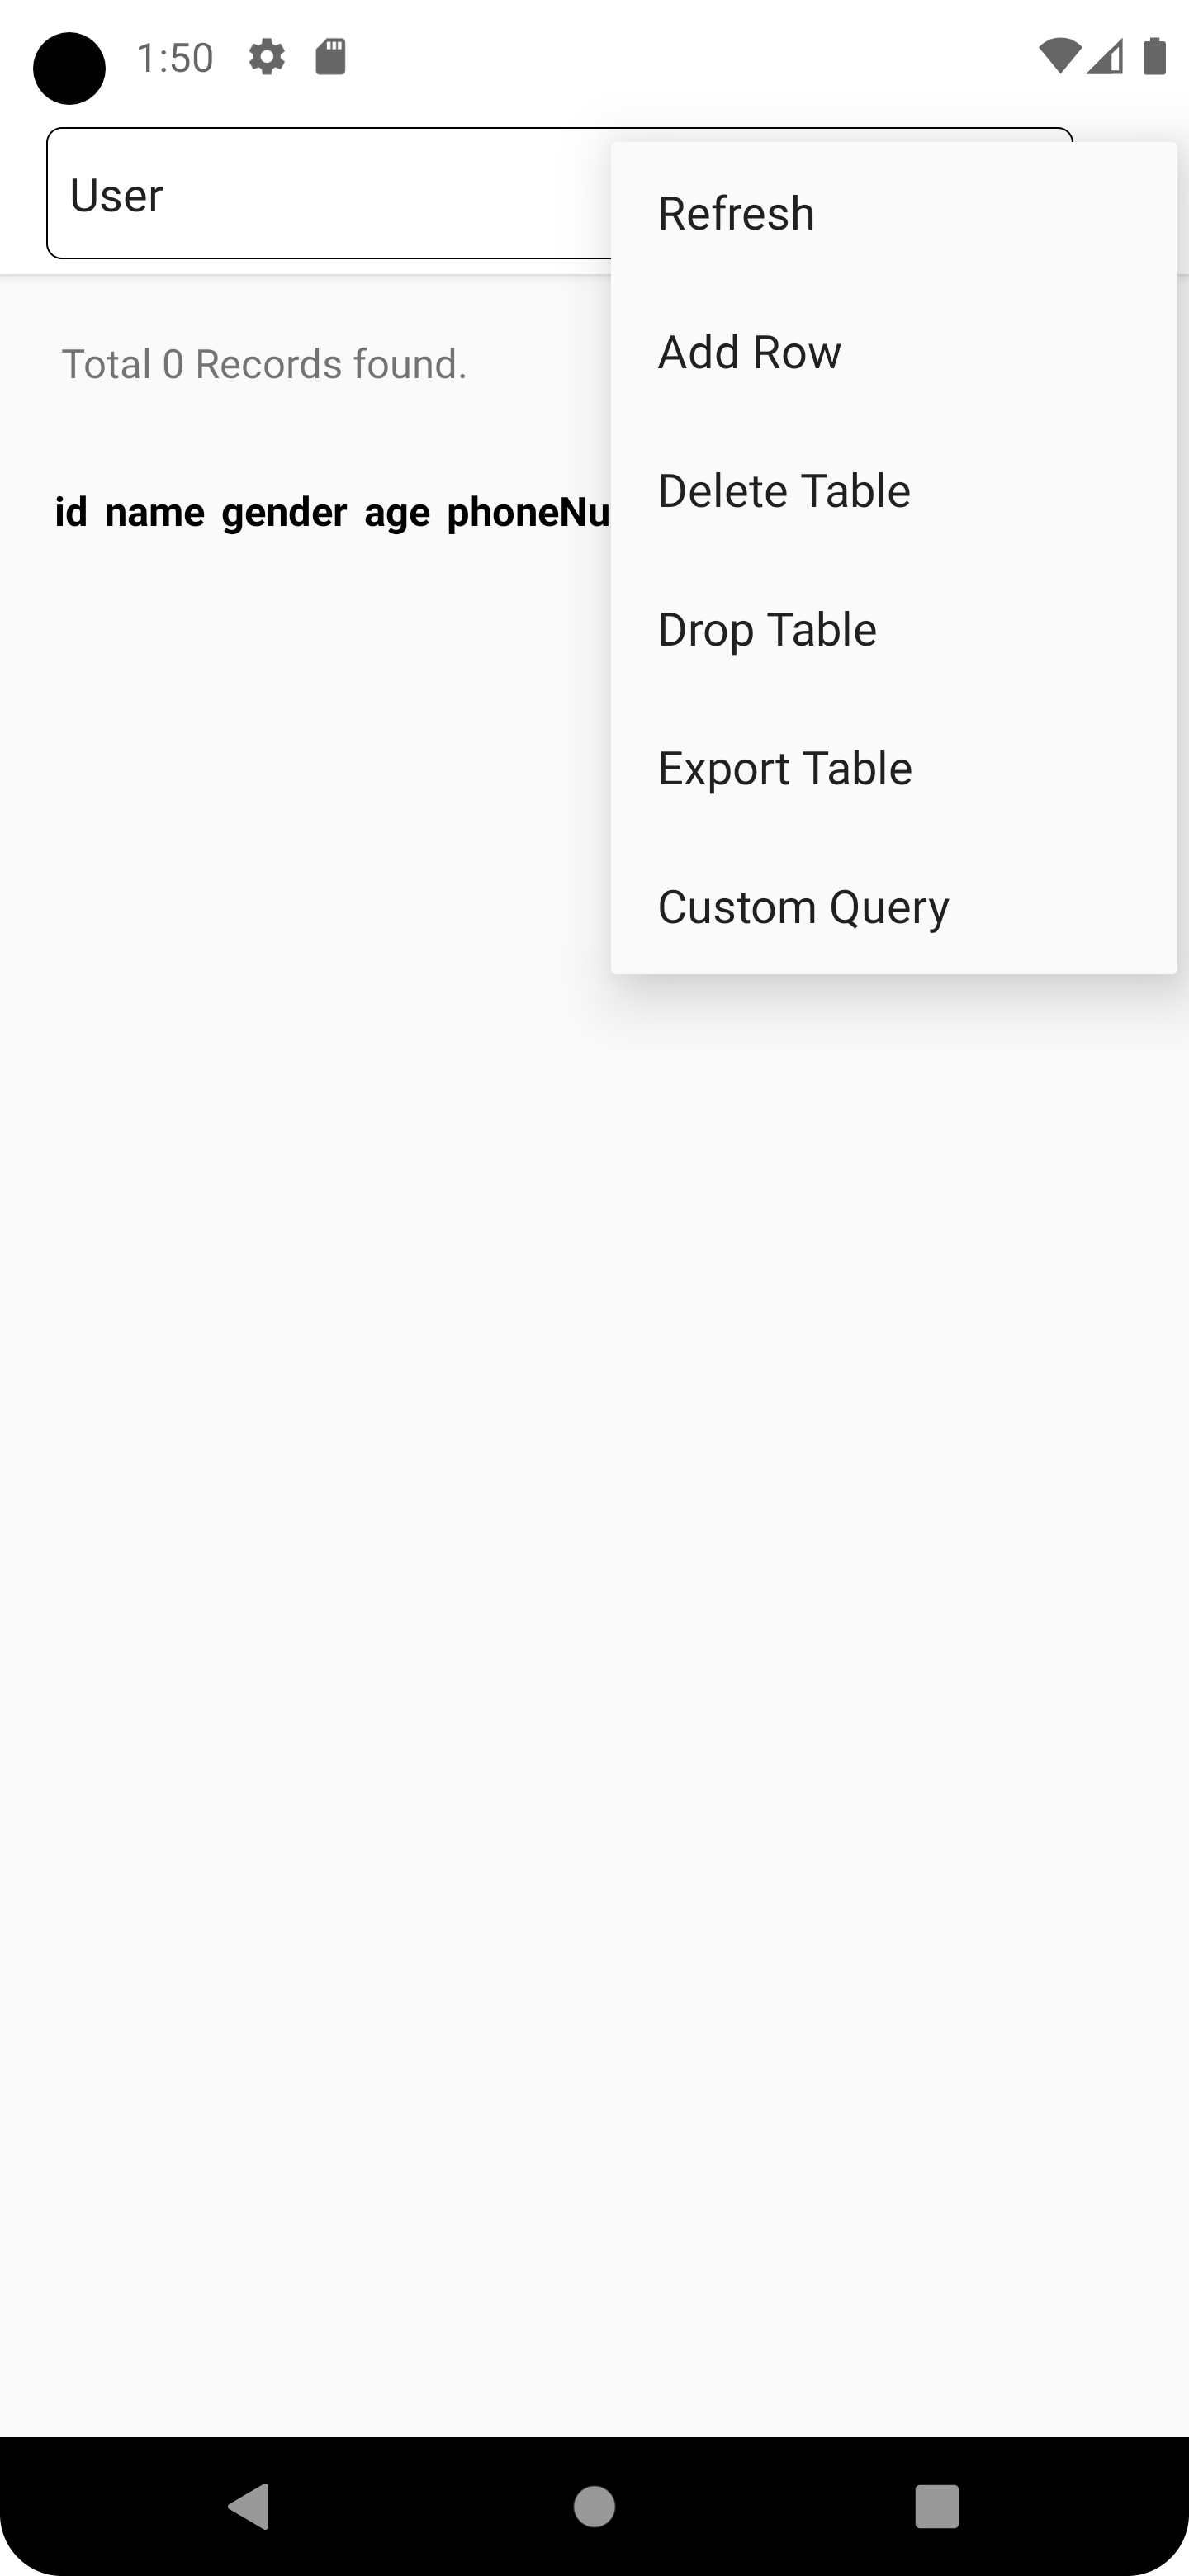 1:50
User
Total 0 Records found.
id name gender age phoneNu
Refresh
Add Row
Delete Table
Drop Table
Export Table
Custom Query